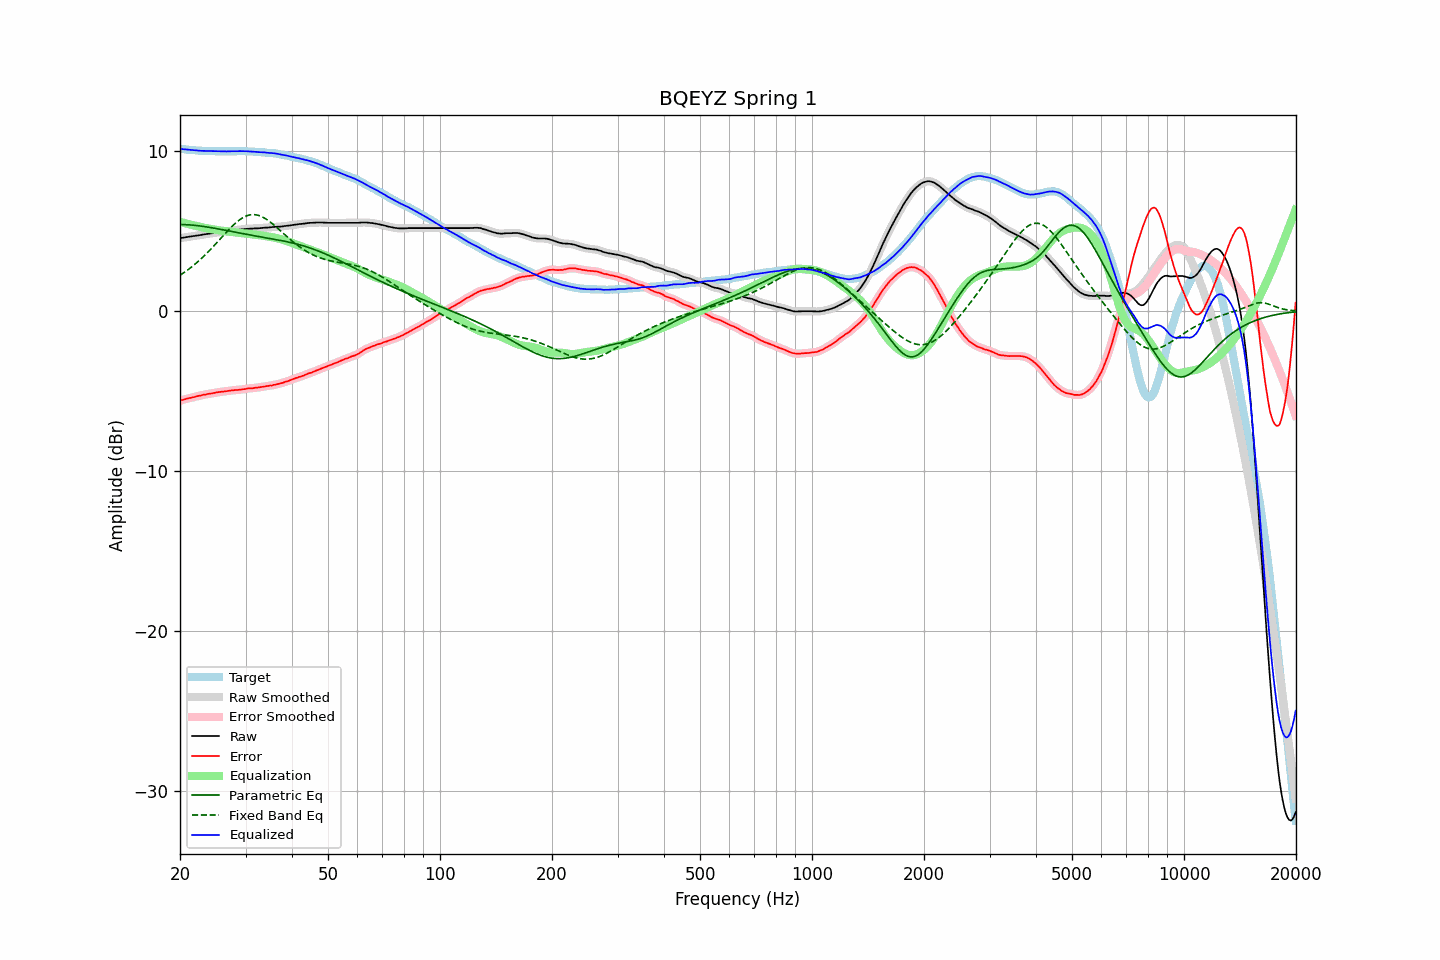 BQEYZ Spring 1
Amplitude (dBr)
10
0
−10
−20
−30
Target
Raw Smoothed
Error Smoothed
Raw
Error
Equalization
Parametric Eq
Fixed Band Eq
Equalized
20 50 100 200 500 1000 2000 5000 10000 20000
Frequency (Hz)